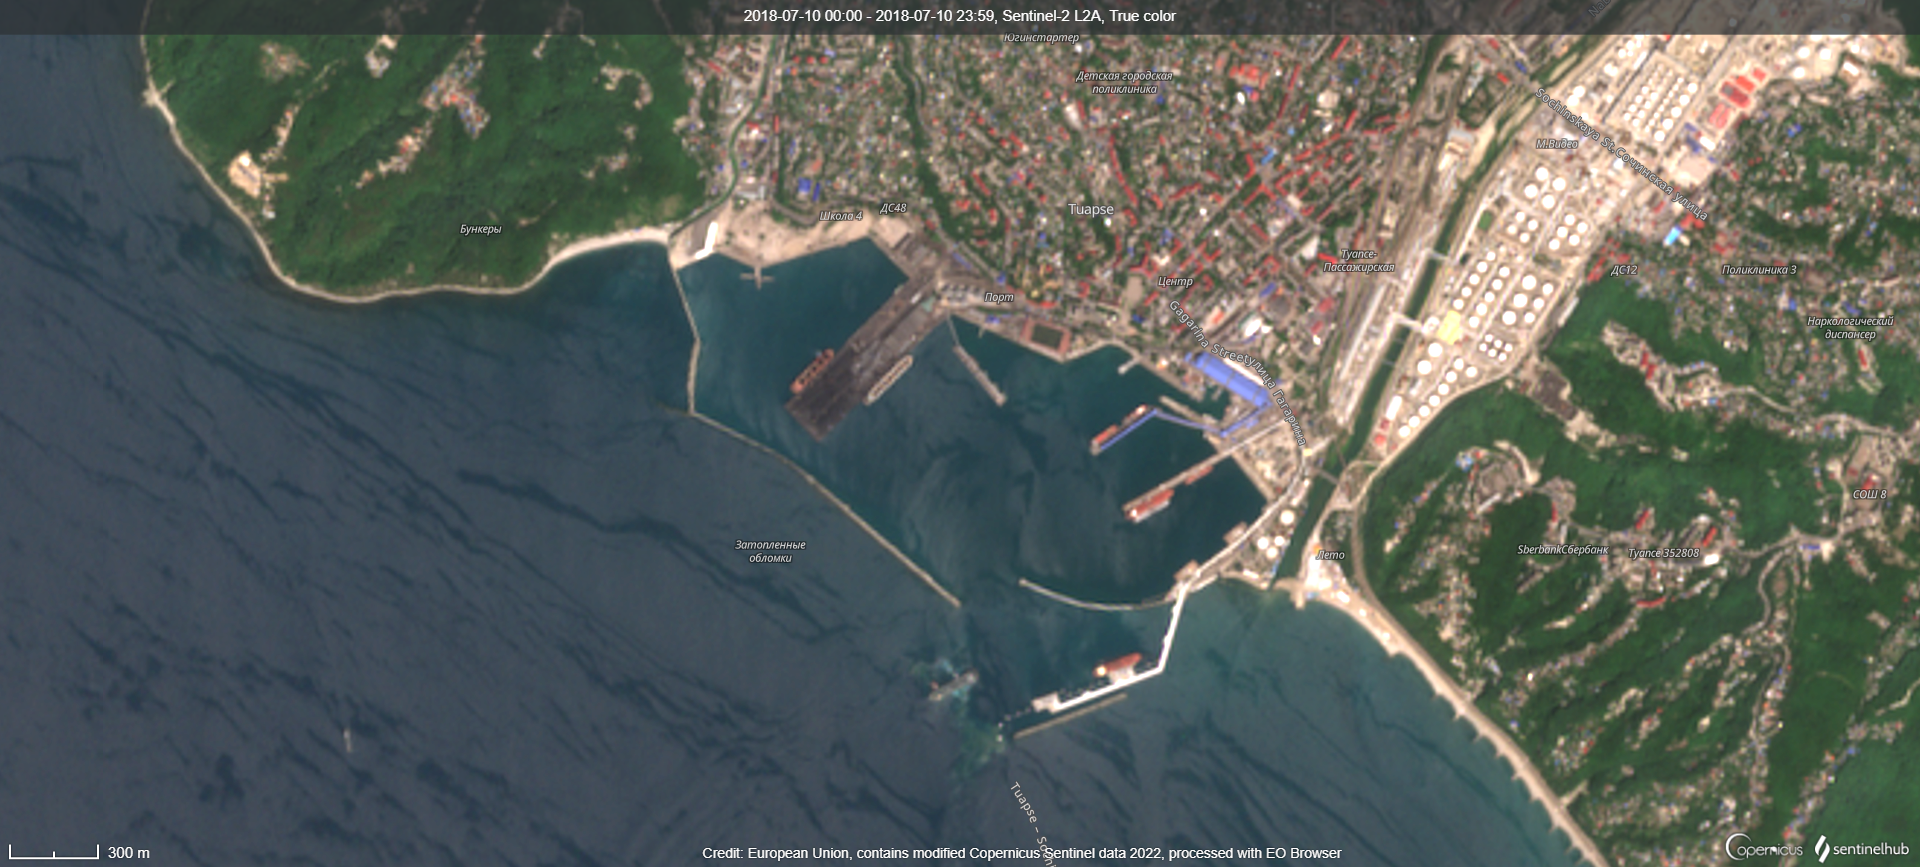 2018-07-10 00:00 - 2018-07-10 23:59, Sentinel-2 L2A, True color
Югинстартер
Детская городская
поликлиника
Sochinskaya St,Сочинская улица
М.Видео
Школа 4
ДС48
Tuapse
Бункеры
Туапсе-
Пассажирская
ДС12
Поликлиника 3
Центр
Порт
Gagarina Streetулица Гагарина
Наркологический
диспансер
СОШ 8
Затопленные
обломки
Лето
SberbankСбербанк
Туапсе 352808
Tuapse – Sochi
300 m
Credit: European Union, contains modified Copernicus Sentinel data 2022, processed with EO Browser
Copernicus
sentinelhub